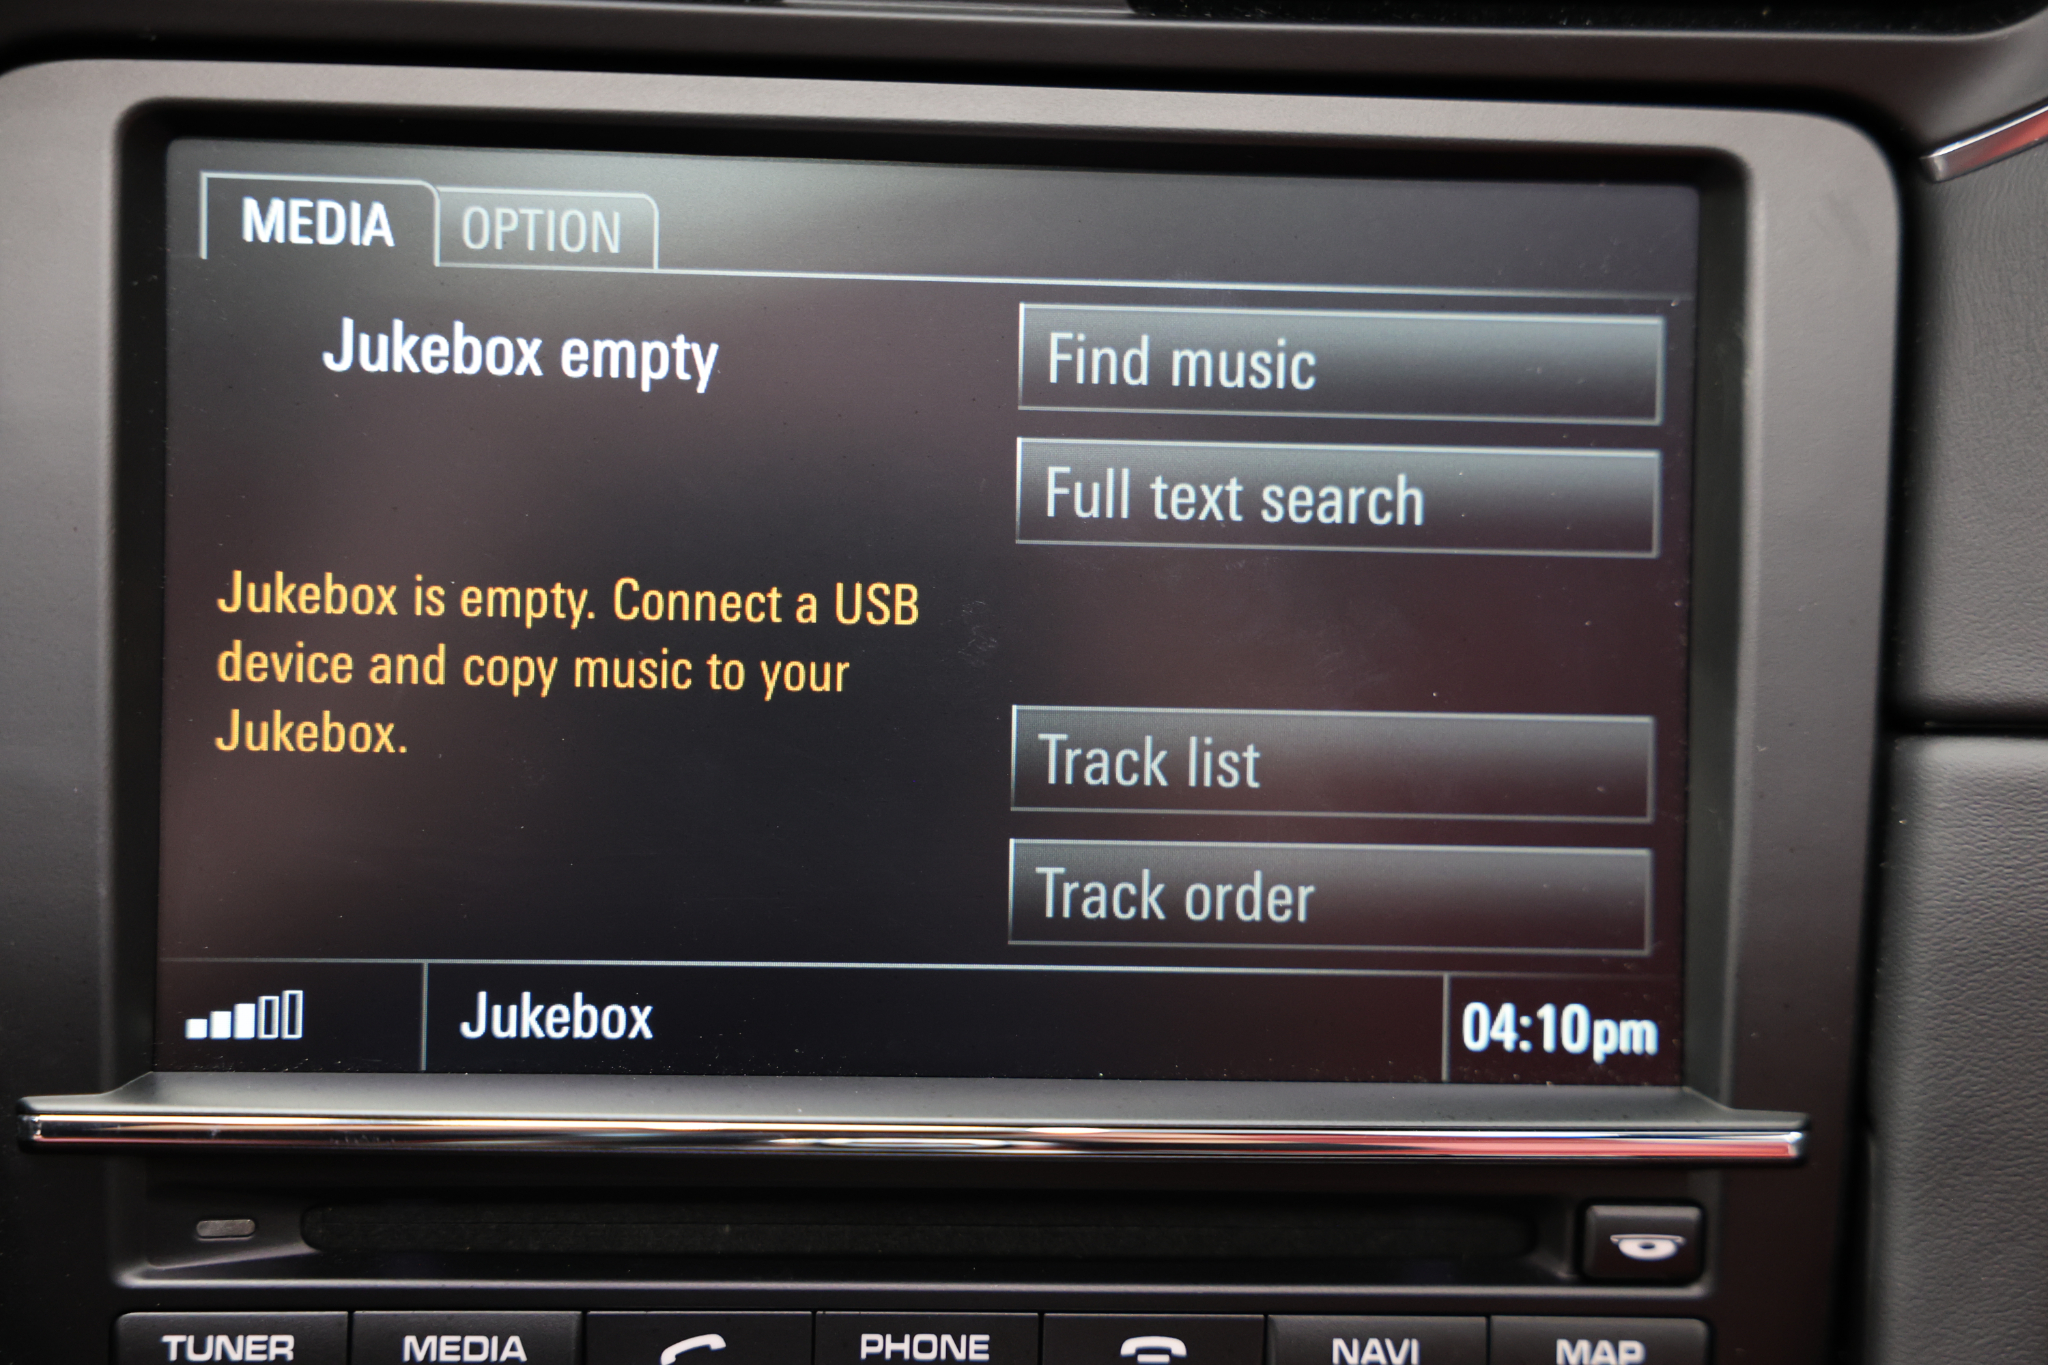 MEDIA
OPTION
Jukebox empty
Find music
Full text search
Jukebox is empty. Connect a USB
device and copy music to your
Jukebox.
Track list
Track order
Jukebox
04:10pm
TUNER
MEDIA
PHONE
NAVI
MAP